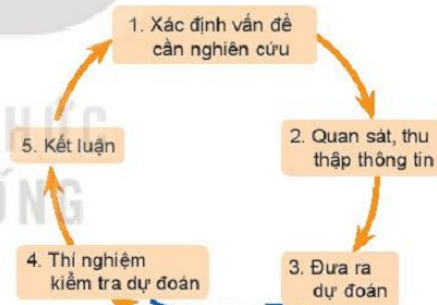 1. Xác định vấn đề
cần nghiên cứu
2. Quan sát, thu
thập thông tin
3. Đưa ra
dự đoán
4. Thí nghiệm
kiểm tra dự đoán
5. Kết luận